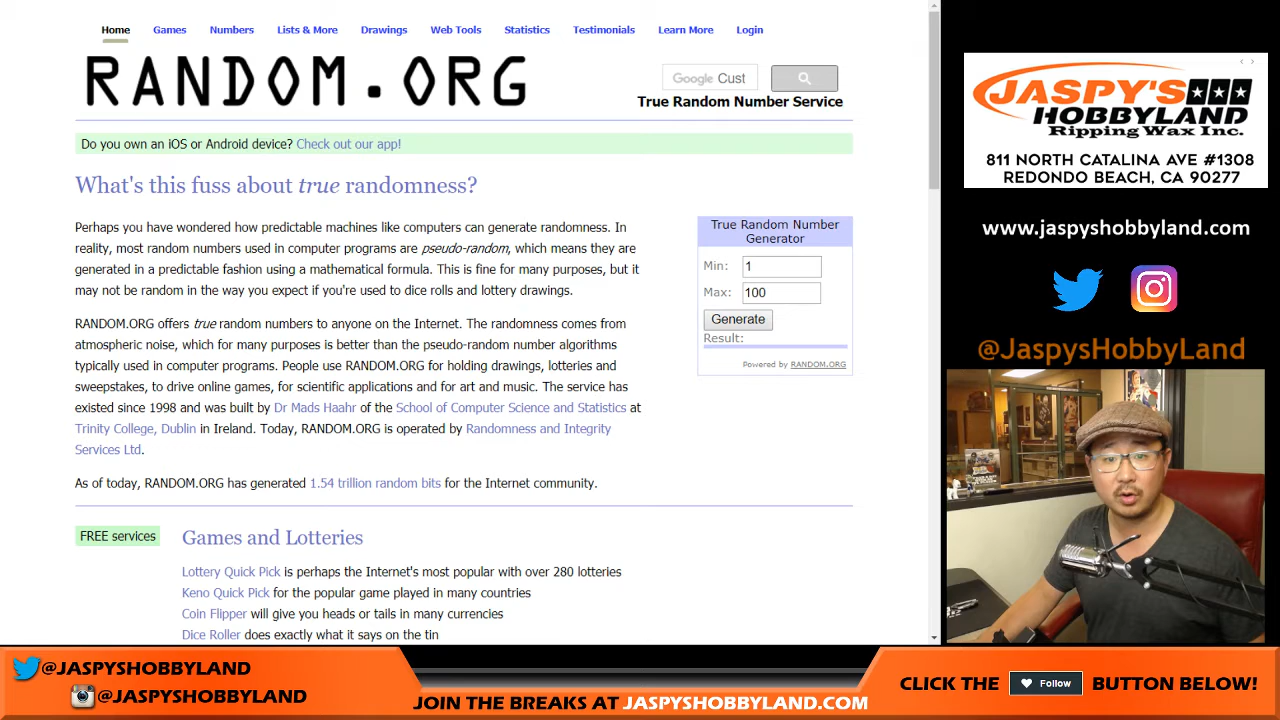 Home Games Numbers Lists & More Drawings Web Tools Statistics Testimonials Learn More Login
RANDOM.ORG
Google Cust
True Random Number Service
Do you own an iOS or Android device? Check out our app!
What's this fuss about true randomness?
Perhaps you have wondered how predictable machines like computers can generate randomness. In
reality, most random numbers used in computer programs are pseudo-random, which means they are
generated in a predictable fashion using a mathematical formula. This is fine for many purposes, but it
may not be random in the way you expect if you're used to dice rolls and lottery drawings.
RANDOM.ORG offers true random numbers to anyone on the Internet. The randomness comes from
atmospheric noise, which for many purposes is better than the pseudo-random number algorithms
typically used in computer programs. People use RANDOM.ORG for holding drawings, lotteries and
sweepstakes, to drive online games, for scientific applications and for art and music. The service has
existed since 1998 and was built by Dr Mads Haahr of the School of Computer Science and Statistics at
Trinity College, Dublin in Ireland. Today, RANDOM.ORG is operated by Randomness and Integrity
Services Ltd.
As of today, RANDOM.ORG has generated 1.54 trillion random bits for the Internet community.
True Random Number
Generator
Min: 1
Max: 100
Generate
Result:
Powered by RANDOM.ORG
FREE services
Games and Lotteries
Lottery Quick Pick is perhaps the Internet's most popular with over 280 lotteries
Keno Quick Pick for the popular game played in many countries
Coin Flipper will give you heads or tails in many currencies
Dice Roller does exactly what it says on the tin
JASPY'S
HOBBYLAND
Ripping Wax Inc.
811 NORTH CATALINA AVE #1308
REDONDO BEACH, CA 90277
www.jaspyshobbyland.com
@JaspysHobbyLand
@JASPYSHOBBYLAND
@JASPYSHOBBYLAND
JOIN THE BREAKS AT JASPYSHOBBYLAND.COM
CLICK THE Follow BUTTON BELOW!